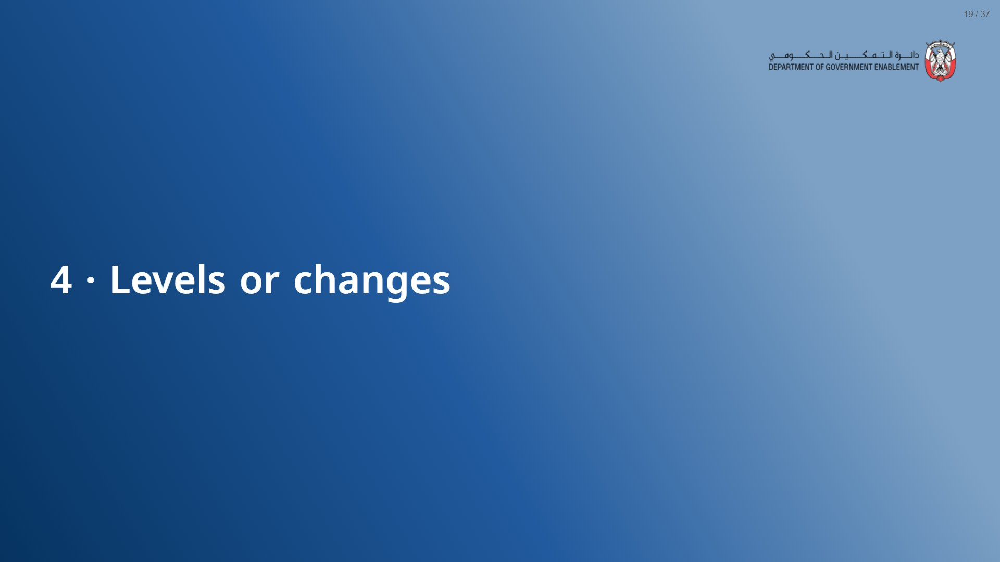 19 / 37
دائرة التمكين الحكومي
DEPARTMENT OF GOVERNMENT ENABLEMENT
4 · Levels or changes